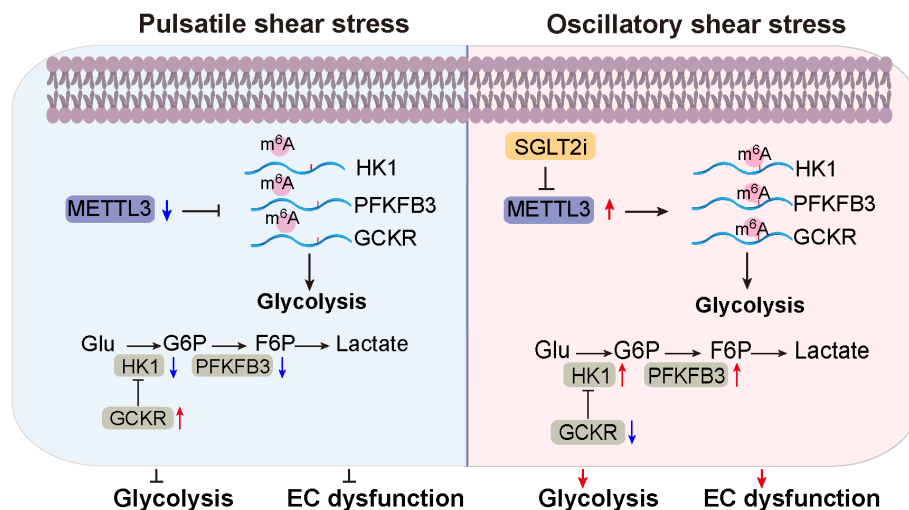 Pulsatile shear stress
Oscillatory shear stress
m⁶A
HK1
m⁶A
PFKFB3
m⁶A
GCKR
METTL3
Glycolysis
Glu
G6P
F6P
Lactate
HK1
PFKFB3
GCKR
Glycolysis
EC dysfunction
SGLT2i
METTL3
m⁶A
HK1
m⁶A
PFKFB3
m⁶A
GCKR
Glycolysis
Glu
G6P
F6P
Lactate
HK1
PFKFB3
GCKR
Glycolysis
EC dysfunction